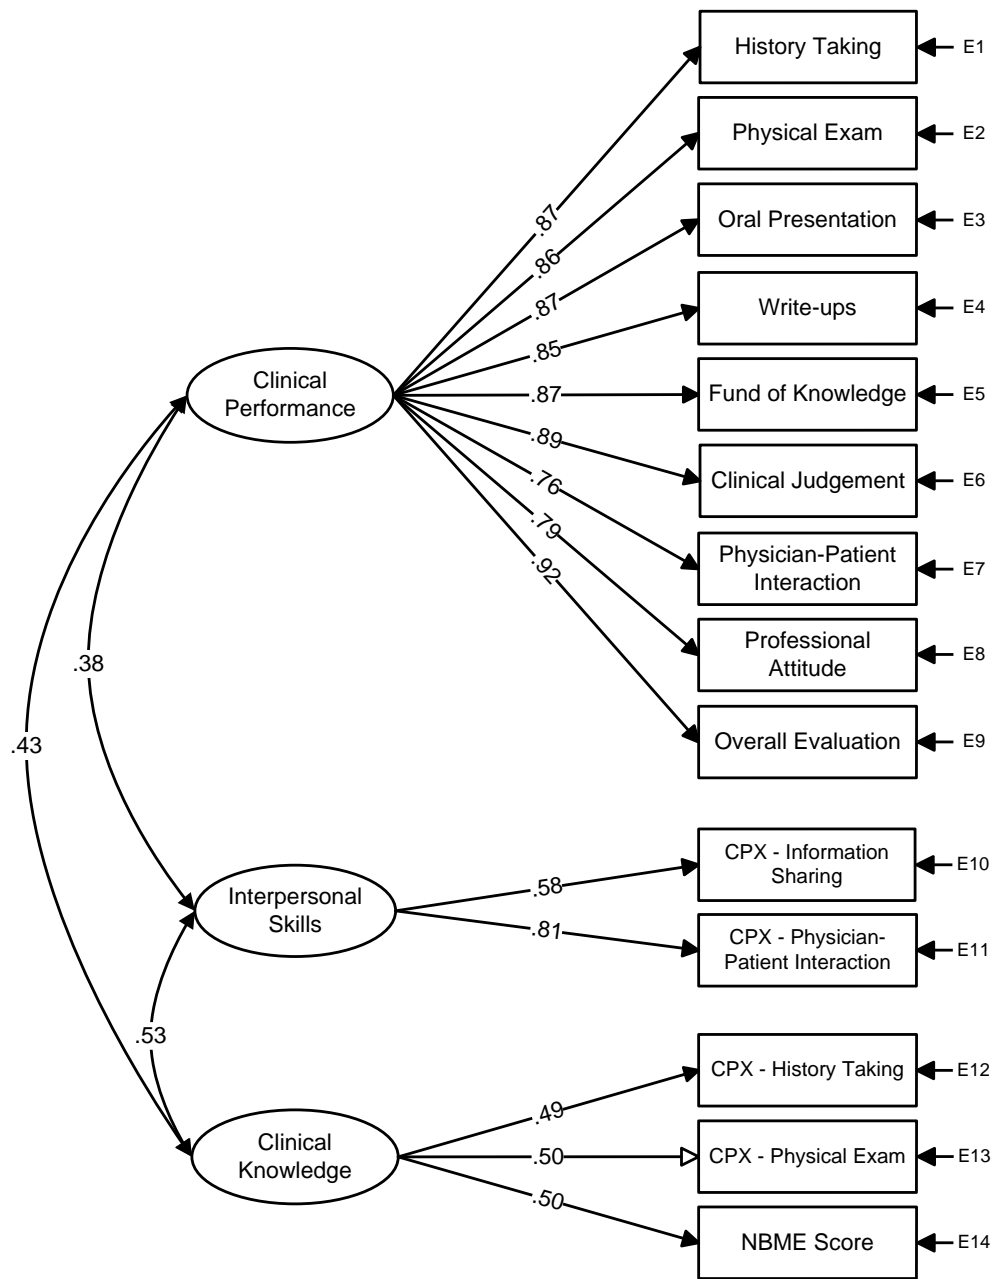 History Taking
E1
Physical Exam
E2
.87
Oral Presentation
E3
.86
.87
Write-ups
E4
.85
Clinical
Performance
.87
Fund of Knowledge
E5
.89
Clinical Judgement
E6
.76
.79
Physician-Patient
Interaction
E7
.92
Professional
Attitude
E8
.38
.43
Overall Evaluation
E9
CPX - Information
Sharing
E10
.58
Interpersonal
Skills
.81
CPX - Physician-
Patient Interaction
E11
.53
CPX - History Taking
E12
.49
Clinical
Knowledge
.50
CPX - Physical Exam
E13
.50
NBME Score
E14